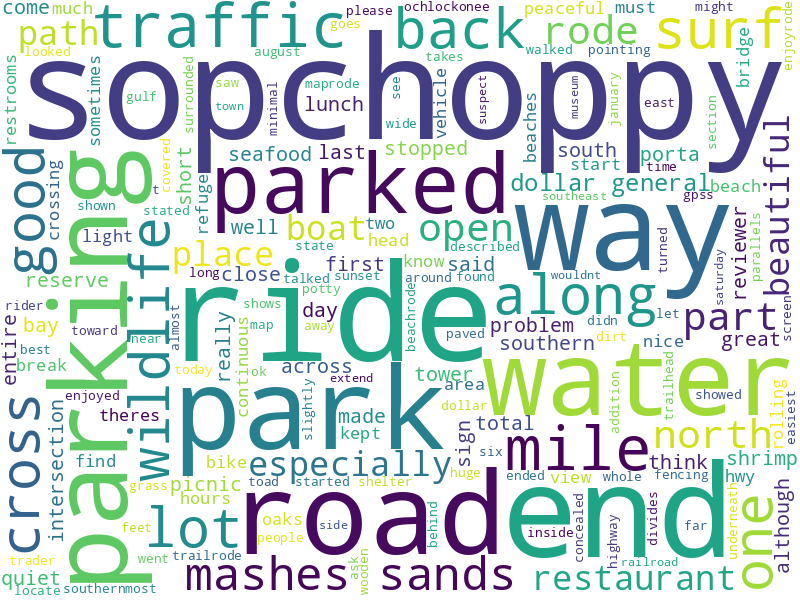 come much
path traffic back rode surf
please ochlockonee goes peaceful must might
looked august takes walked pointing bridge enjoyrode
restrooms sometimes gulf saw maprode see museum january
sopchoppy
town minimal lunch vehicle wide suspect beaches east section
surrounded short seafood last stopped south porta
good crossing covered refuge parked start time
dollar general beach southeast gpss
t shown stated well boat two open described way beautiful
light place state head know said turned reviewer parallels
reserve long close talked sunset first around found wouldnt saturday
parking wildlife ride along part screen
rider bay toward near shows potty day beachrode problem didn let nice great
entire best almost map away really across paved southern dirt
break enjoyed today ok tower area water
theres continuous extend made dollar addition trailhead showed easiest
cross slightly kept sign total north rolling
park mile
intersection find bike especially six think shrimp
lot picnic huge ended view whole fencing hwy
grass hours toad started shelter road end one although
feet oaks side behind inside concealed divides far underneath
trader people highway
quiet went trailrode mashes sands restaurant
locate southernmost wooden ask railroad